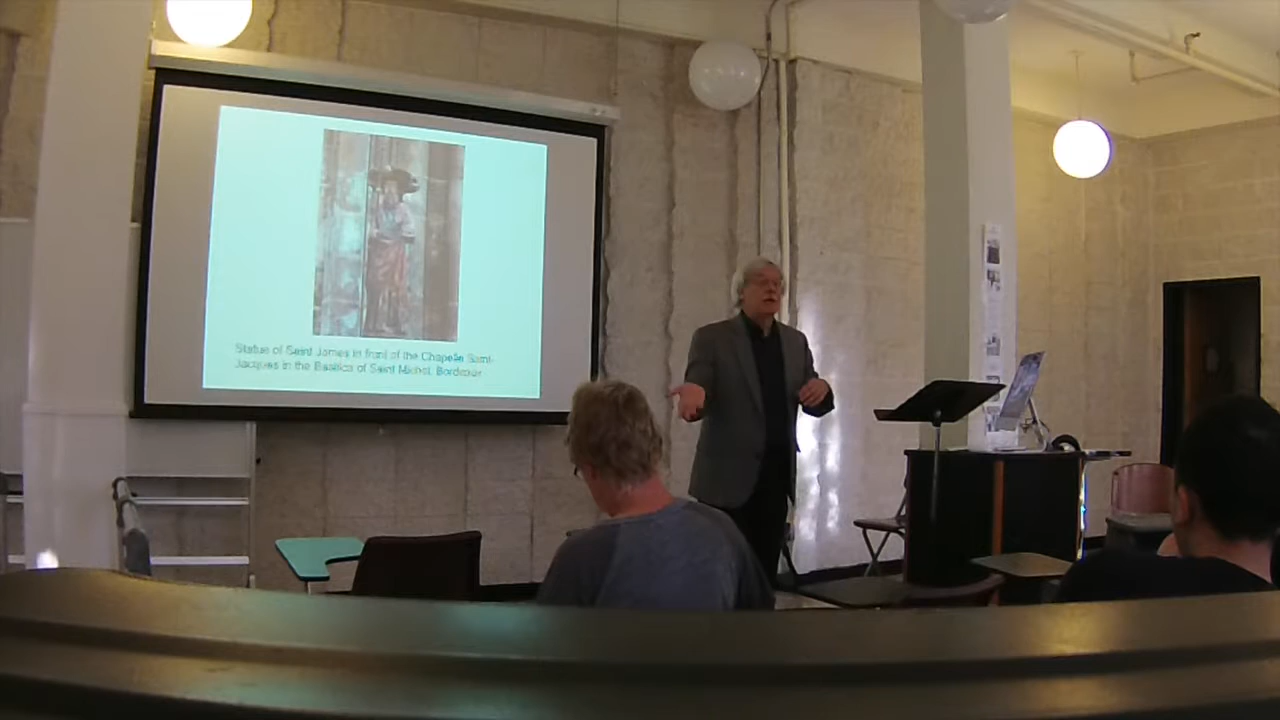 Statue of Saint James in front of the Chapelle Saint-
Jacques in the Basilica of Saint Michel, Bordeaux